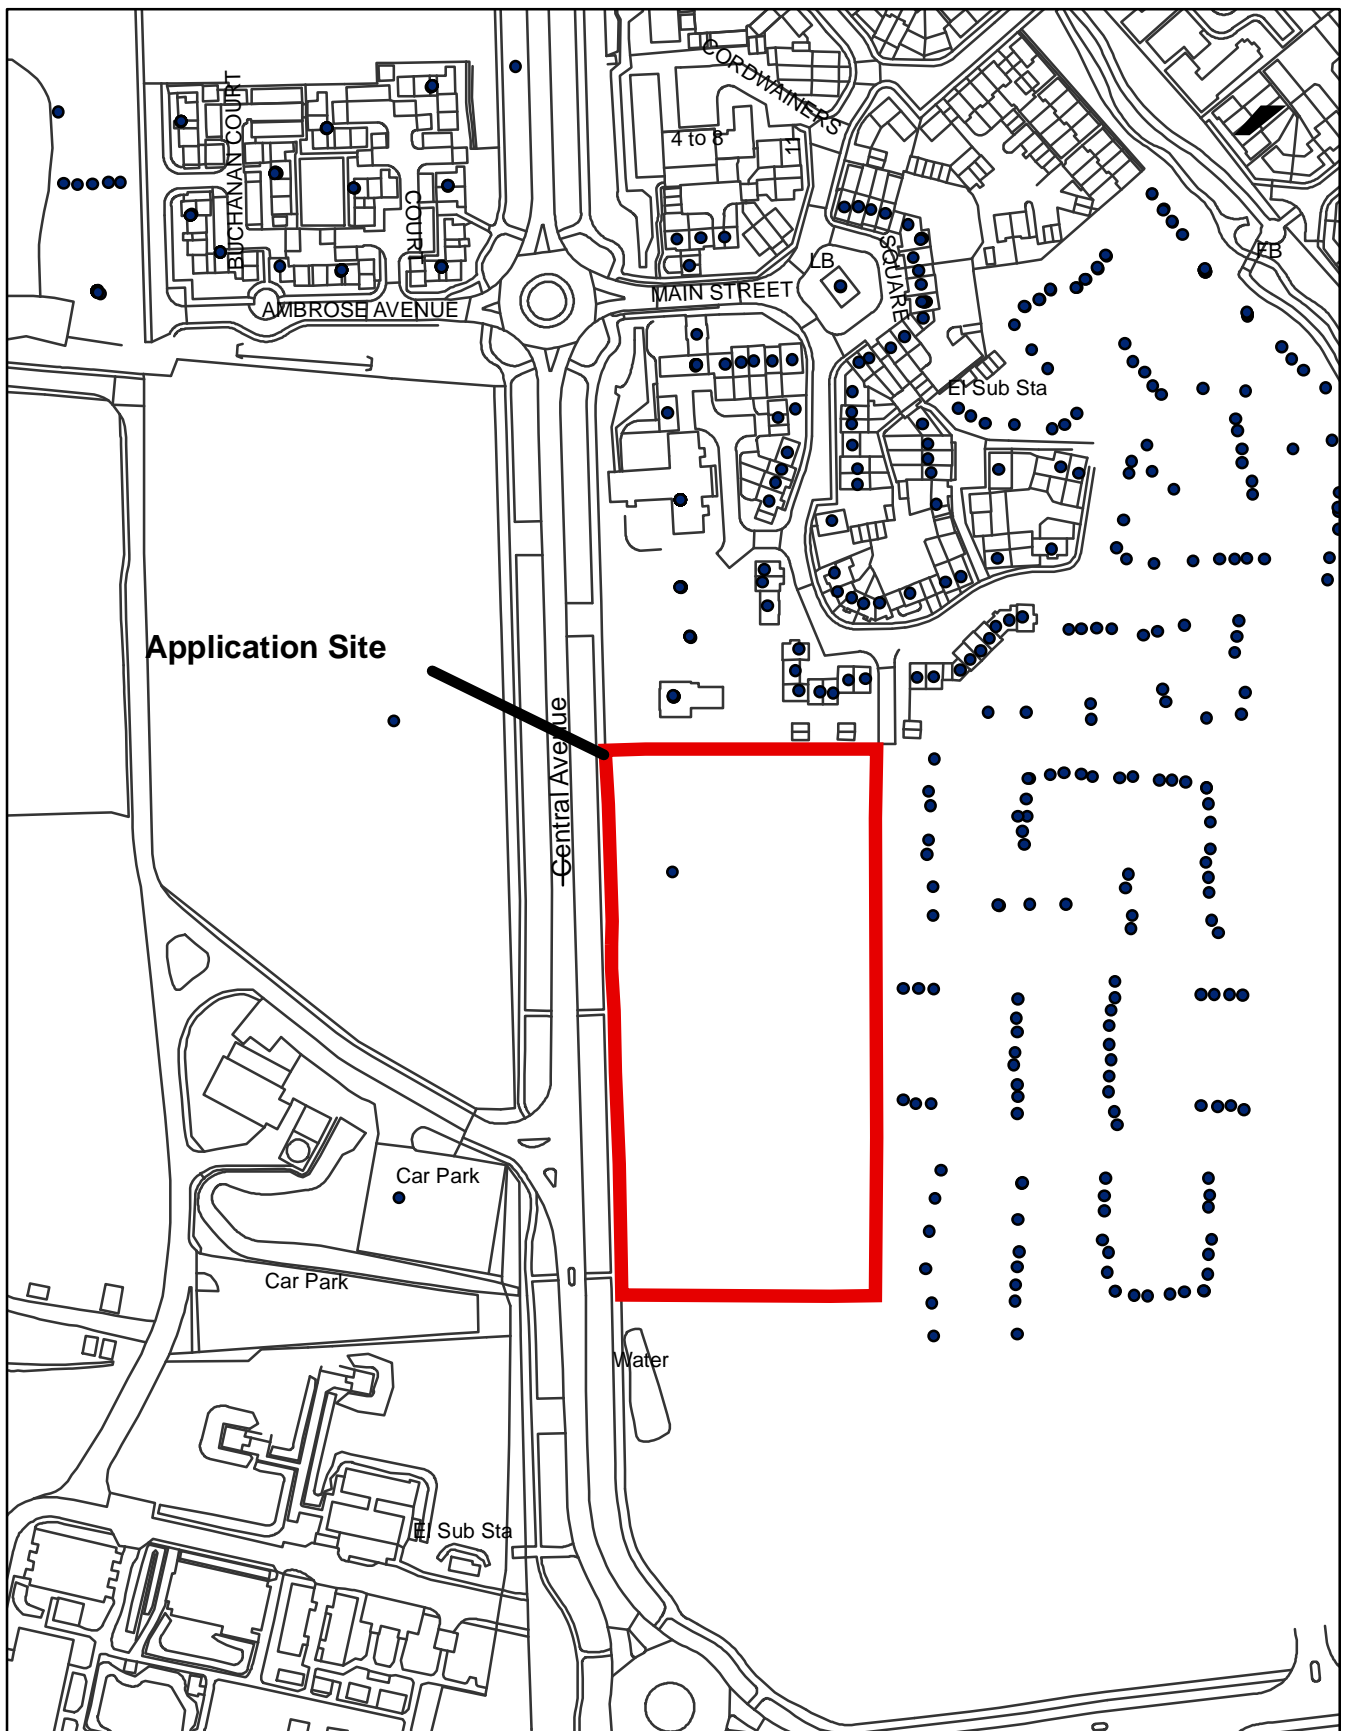 CORDWAINERS
4 to 8
11
BUCHANAN COURT
COURT
SQUARE
LB
FB
MAIN STREET
AMBROSE AVENUE
El Sub Sta
Application Site
Central Avenue
Car Park
Car Park
Water
El Sub Sta